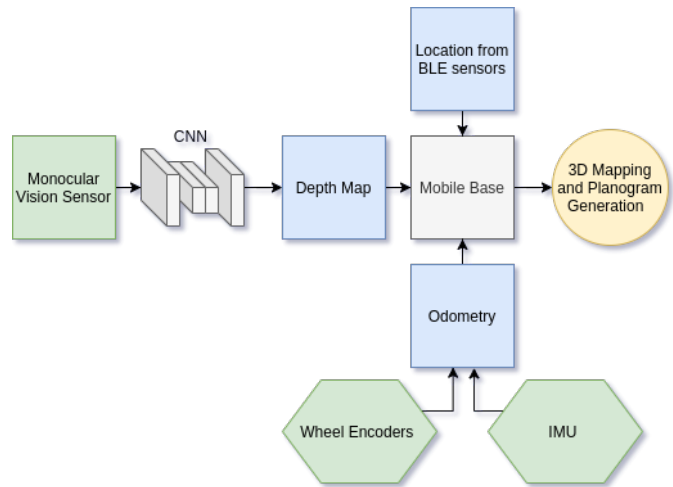 Location from
BLE sensors
CNN
Monocular
Vision Sensor
Depth Map
Mobile Base
3D Mapping
and Planogram
Generation
Odometry
Wheel Encoders
IMU